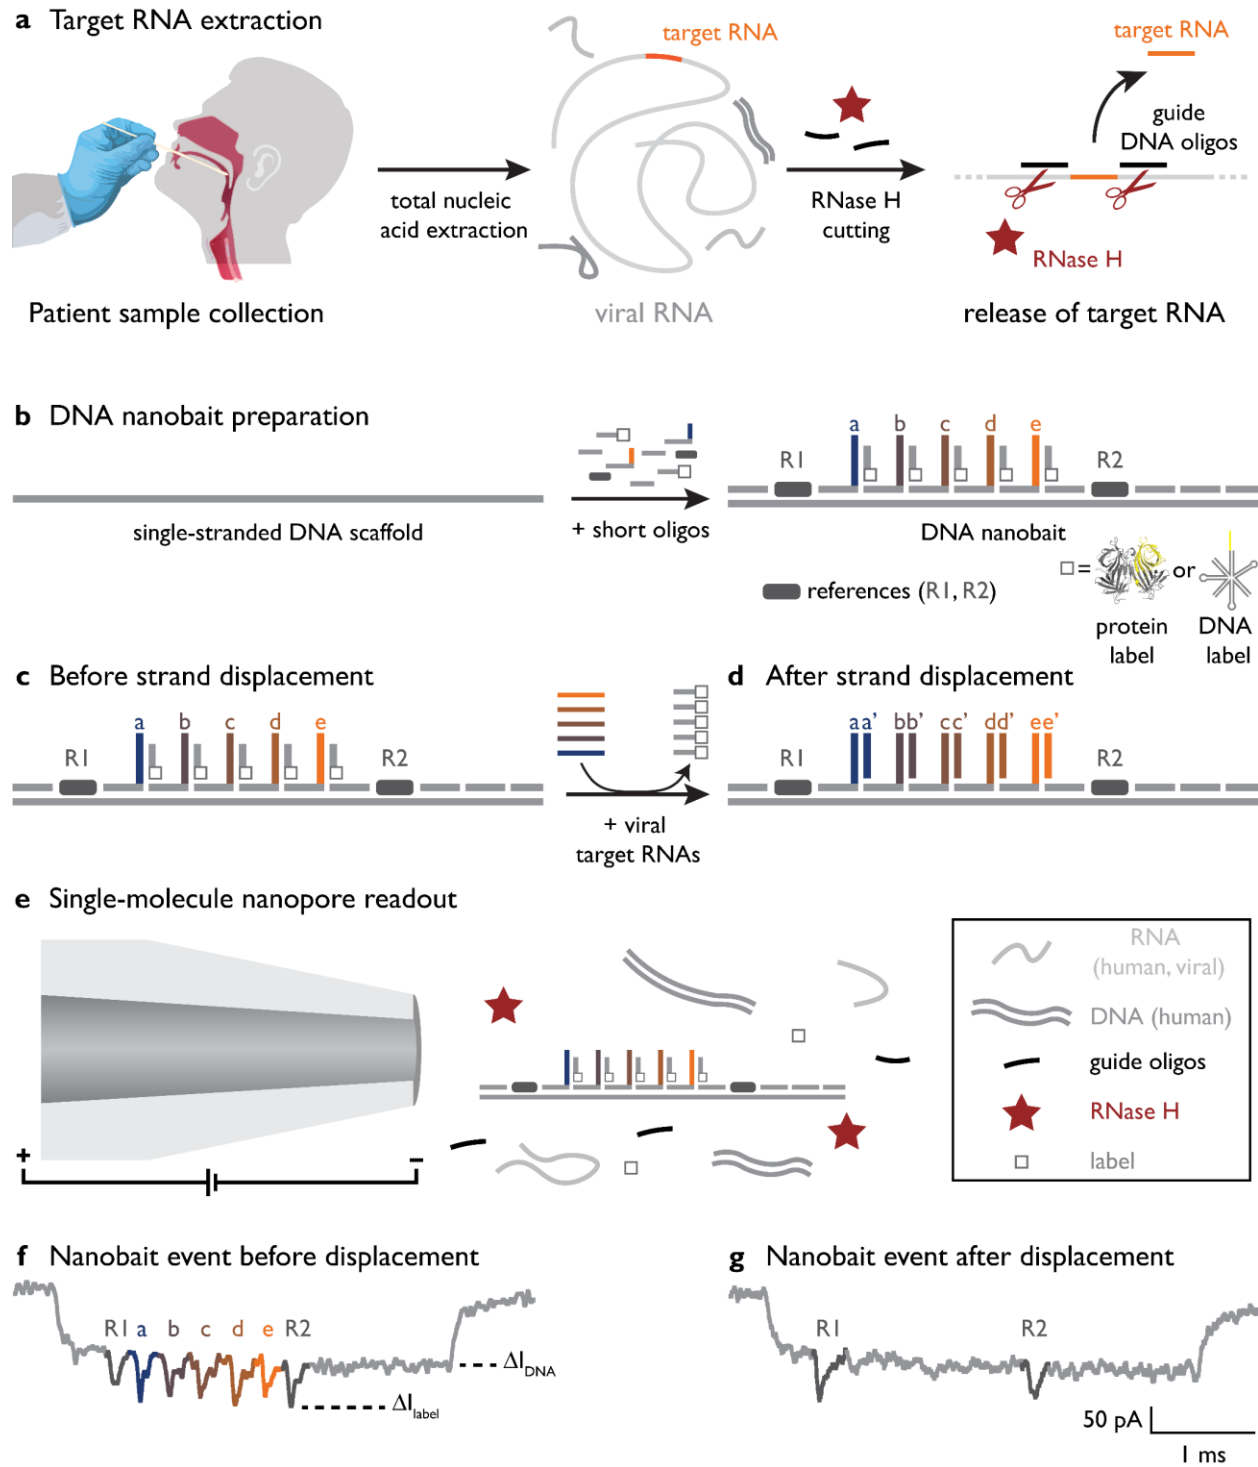 a Target RNA extraction
target RNA
target RNA
guide
DNA oligos
total nucleic
acid extraction
RNase H
cutting
RNase H
Patient sample collection
viral RNA
release of target RNA
b DNA nanobait preparation
a b c d e
R1 R2
single-stranded DNA scaffold
+ short oligos
DNA nanobait
= or
references (R1, R2)
protein
label
DNA
label
c Before strand displacement
d After strand displacement
a b c d e
R1 R2
aa' bb' cc' dd' ee'
R1 R2
+ viral
target RNAs
e Single-molecule nanopore readout
RNA
(human, viral)
DNA (human)
guide oligos
RNase H
label
+ −
f Nanobait event before displacement
g Nanobait event after displacement
R1 a b c d e R2
R1 R2
ΔI DNA
ΔI label
50 pA
1 ms